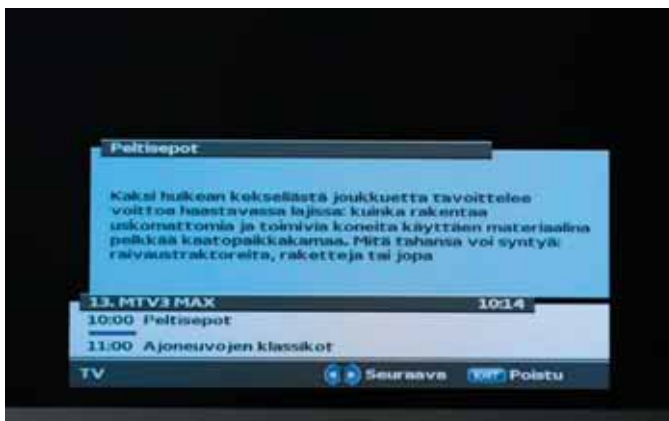 Peltisepot
Kaksi huikean kekseliästä joukkuetta tavoittelee
voittoa haastavassa lajissa: kuinka rakentaa
uskomattomia ja toimivia koneita käyttäen materiaalina
pelkkää kaatopaikkakamaa. Mitä tahansa voi syntyä:
raivaustraktoreita, raketteja tai jopa
13. MTV3 MAX 10:14
10:00 Peltisepot
11:00 Ajoneuvojen klassikot
TV Seuraava EXIT Poistu